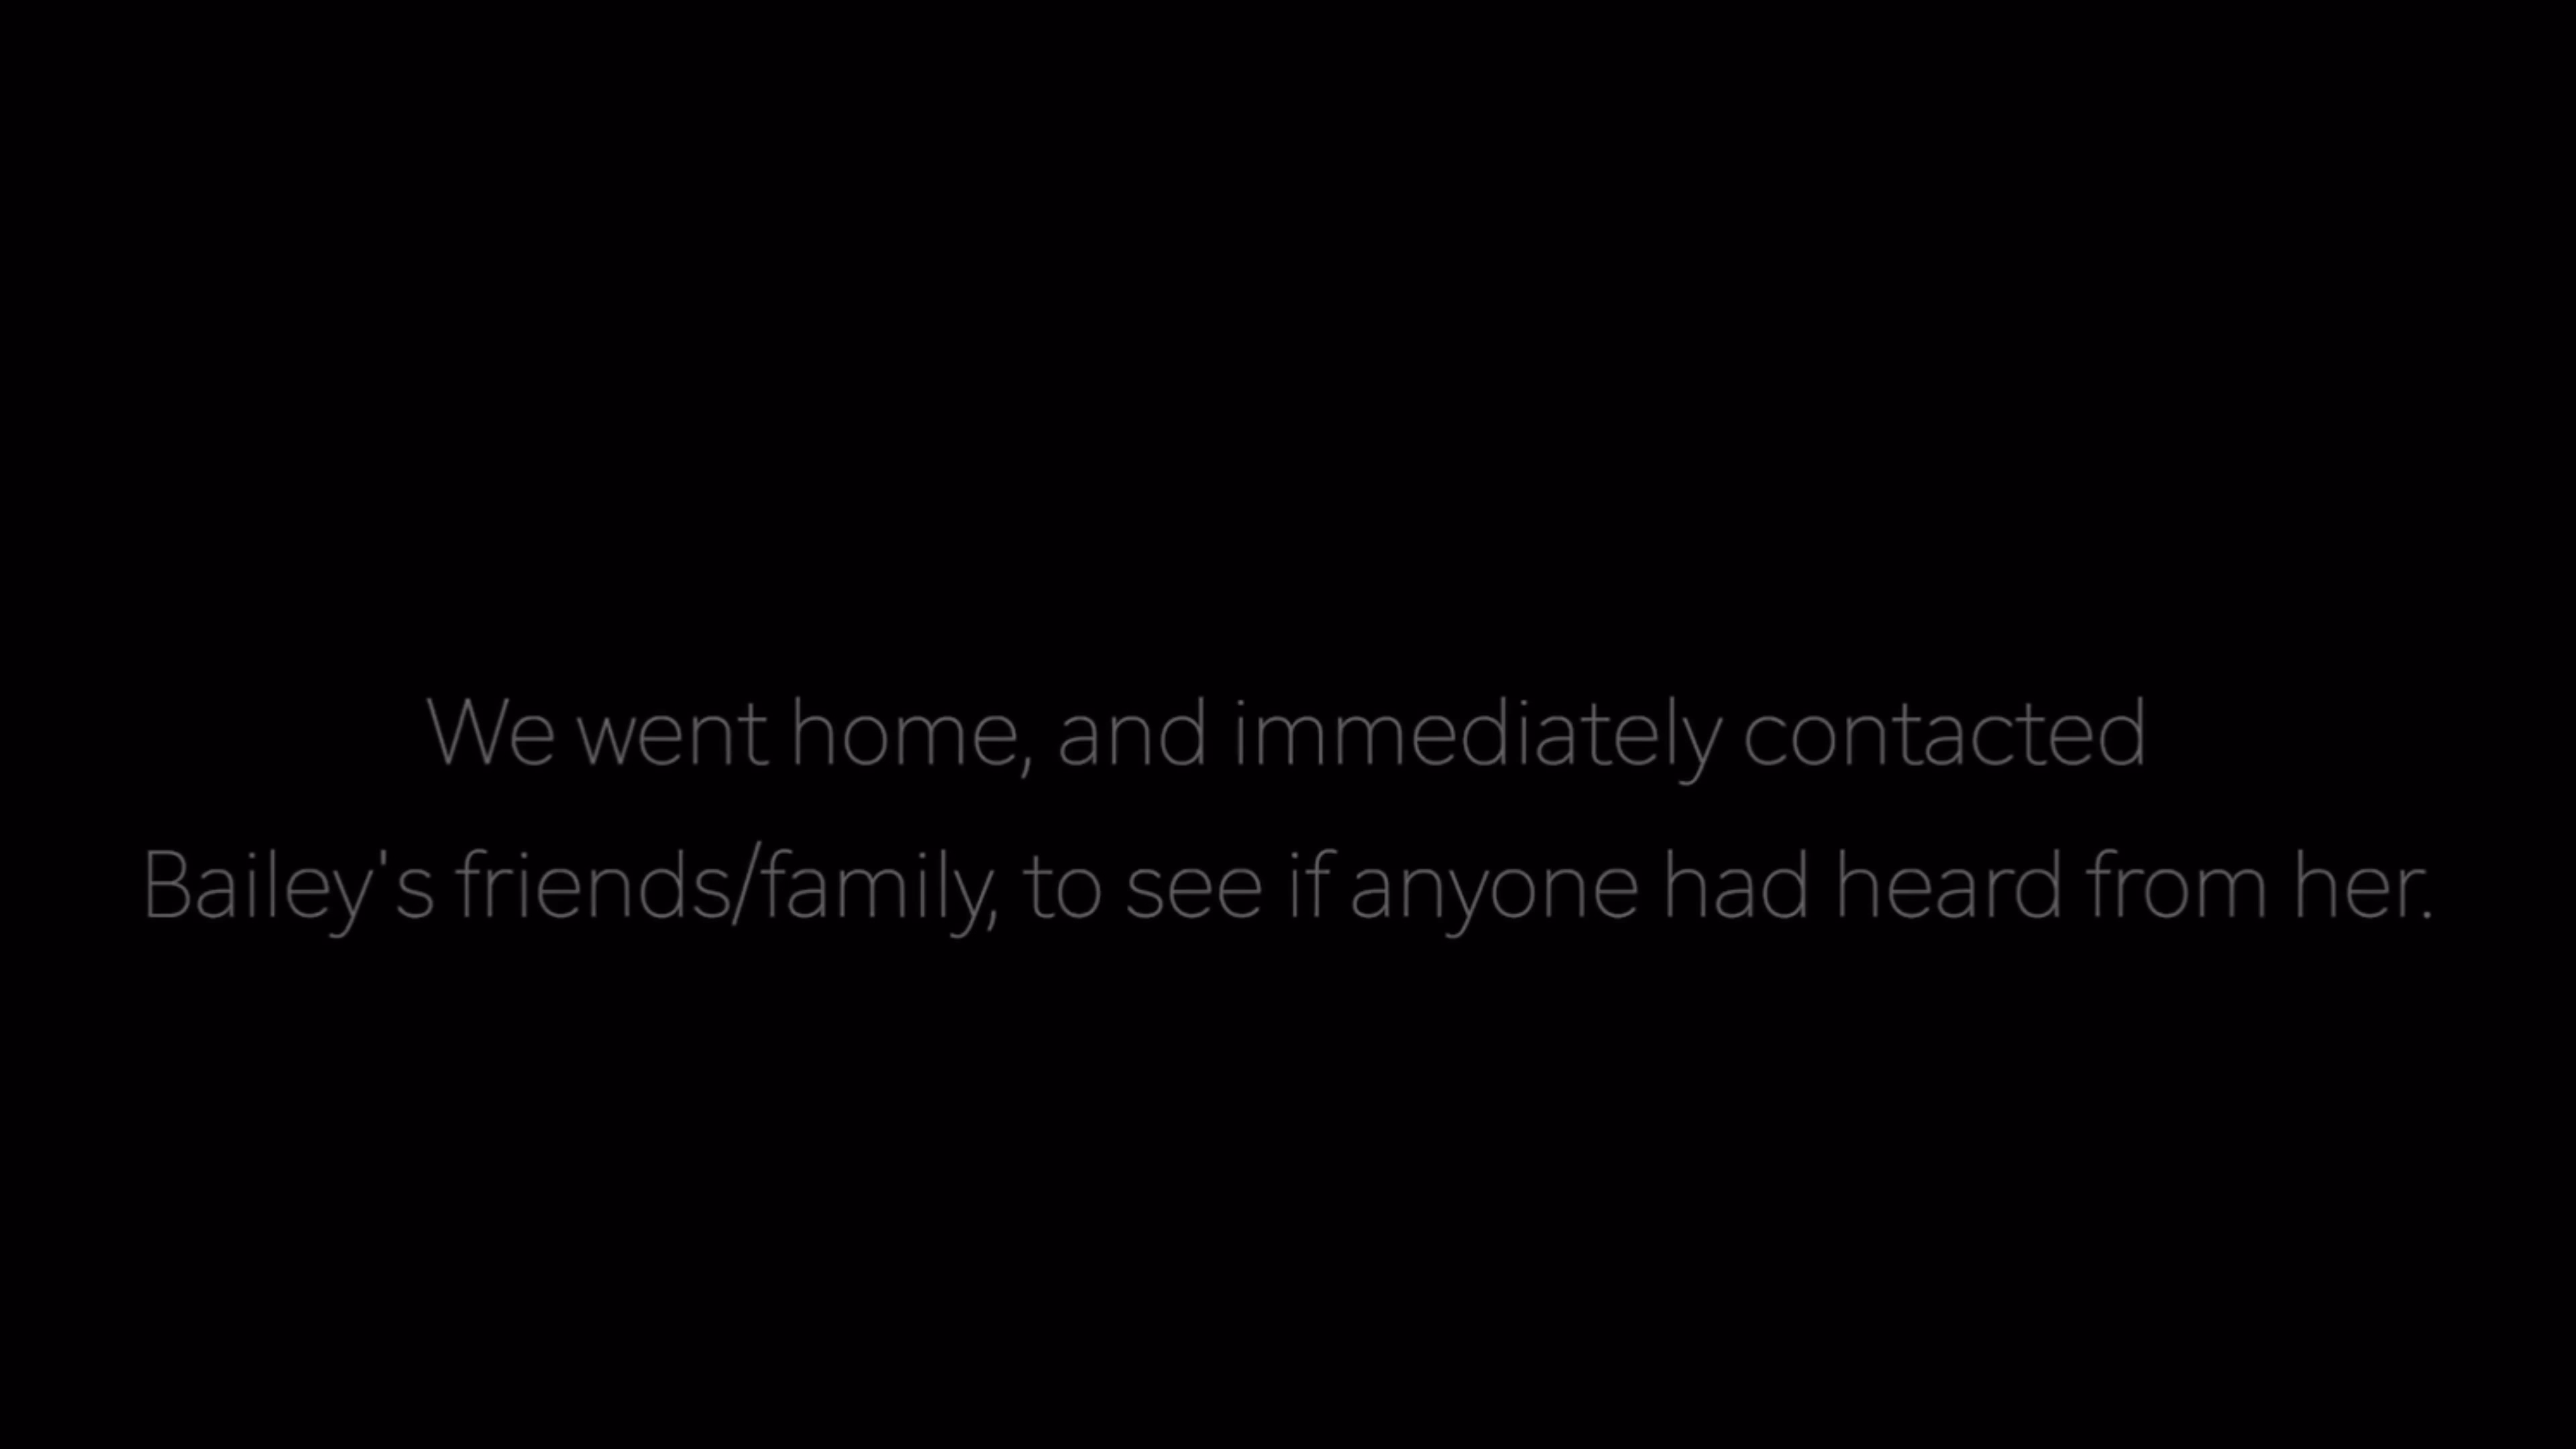 We went home, and immediately contacted
Bailey's friends/family, to see if anyone had heard from her.